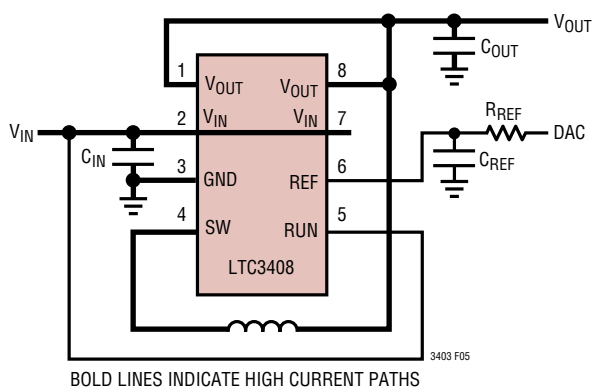 VOUT
COUT
1
VOUT
VOUT
8
VIN
2
VIN
VIN
7
RREF
DAC
CIN
3
GND
REF
6
CREF
4
SW
RUN
5
LTC3408
3403 F05
BOLD LINES INDICATE HIGH CURRENT PATHS